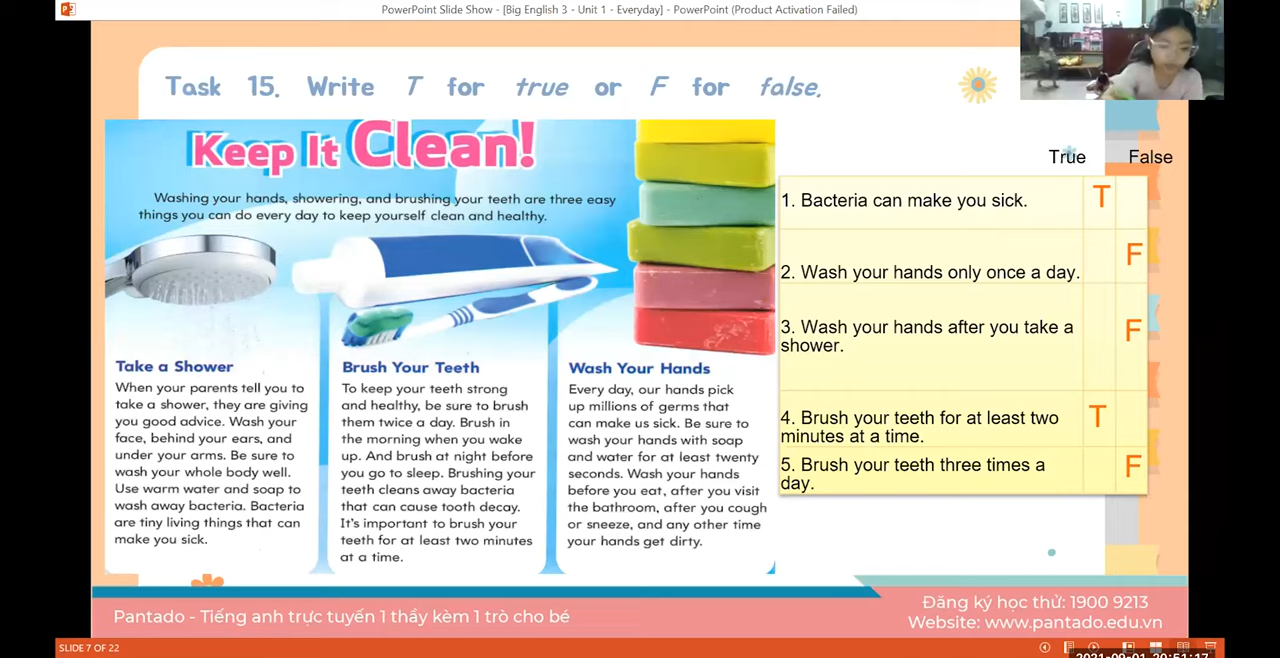 PowerPoint Slide Show - [Big English 3 - Unit 1 - Everyday] - PowerPoint (Product Activation Failed)
Task 15. Write T for true or F for false.
Keep It Clean!
Washing your hands, showering, and brushing your teeth are three easy
things you can do every day to keep yourself clean and healthy.
Take a Shower
When your parents tell you to
take a shower, they are giving
you good advice. Wash your
face, behind your ears, and
under your arms. Be sure to
wash your whole body well.
Use warm water and soap to
wash away bacteria. Bacteria
are tiny living things that can
make you sick.
Brush Your Teeth
To keep your teeth strong
and healthy, be sure to brush
them twice a day. Brush in
the morning when you wake
up. And brush at night before
you go to sleep. Brushing your
teeth cleans away bacteria
that can cause tooth decay.
It's important to brush your
teeth for at least two minutes
at a time.
Wash Your Hands
Every day, our hands pick
up millions of germs that
can make us sick. Be sure to
wash your hands with soap
and water for at least twenty
seconds. Wash your hands
before you eat, after you visit
the bathroom, after you cough
or sneeze, and any other time
your hands get dirty.
True False
1. Bacteria can make you sick. T
2. Wash your hands only once a day. F
3. Wash your hands after you take a F
shower.
4. Brush your teeth for at least two T
minutes at a time.
5. Brush your teeth three times a F
day.
Pantado - Tiếng anh trực tuyến 1 thầy kèm 1 trò cho bé
Đăng ký học thử: 1900 9213
Website: www.pantado.edu.vn
SLIDE 7 OF 22
2021-09-01 20:51:17